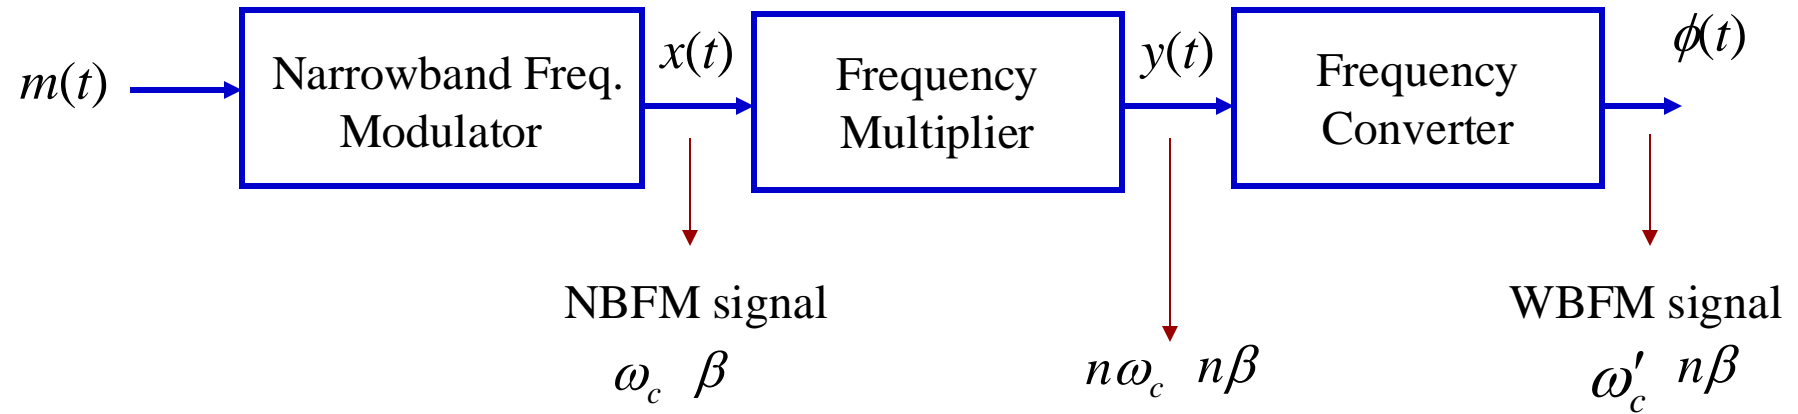 m(t)
Narrowband Freq.
Modulator
x(t)
Frequency
Multiplier
y(t)
Frequency
Converter
ϕ(t)
NBFM signal
ω_c β
nω_c nβ
WBFM signal
ω′_c nβ